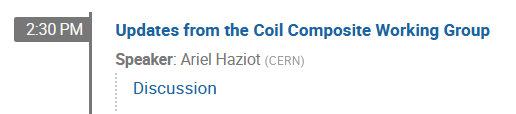 2:30 PM Updates from the Coil Composite Working Group
Speaker: Ariel Haziot (CERN)
Discussion